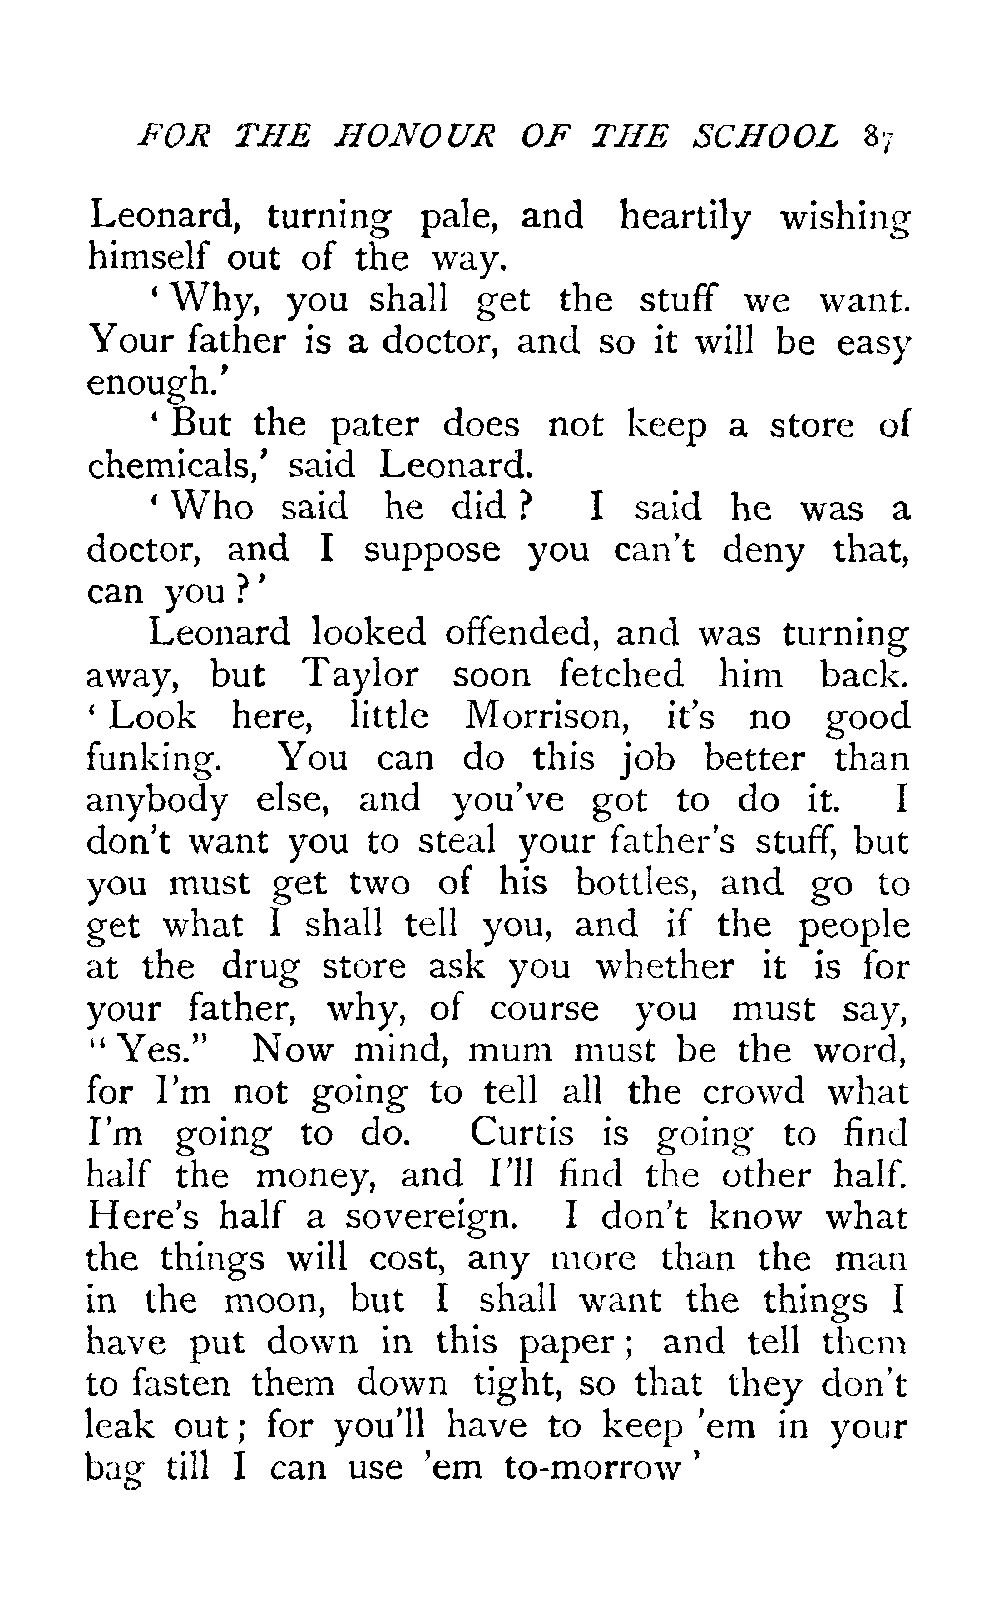 FOR THE HONOUR OF THE SCHOOL 87
Leonard, turning pale, and heartily wishing
himself out of the way.
‘Why, you shall get the stuff we want.
Your father is a doctor, and so it will be easy
enough.’
‘But the pater does not keep a store of
chemicals,’ said Leonard.
‘Who said he did? I said he was a
doctor, and I suppose you can't deny that,
can you?’
Leonard looked offended, and was turning
away, but Taylor soon fetched him back.
‘Look here, little Morrison, it's no good
funking. You can do this job better than
anybody else, and you've got to do it. I
don't want you to steal your father's stuff, but
you must get two of his bottles, and go to
get what I shall tell you, and if the people
at the drug store ask you whether it is for
your father, why, of course you must say,
"Yes." Now mind, mum must be the word,
for I'm not going to tell all the crowd what
I'm going to do. Curtis is going to find
half the money, and I'll find the other half.
Here's half a sovereign. I don't know what
the things will cost, any more than the man
in the moon, but I shall want the things I
have put down in this paper; and tell them
to fasten them down tight, so that they don't
leak out; for you'll have to keep 'em in your
bag till I can use 'em to-morrow’